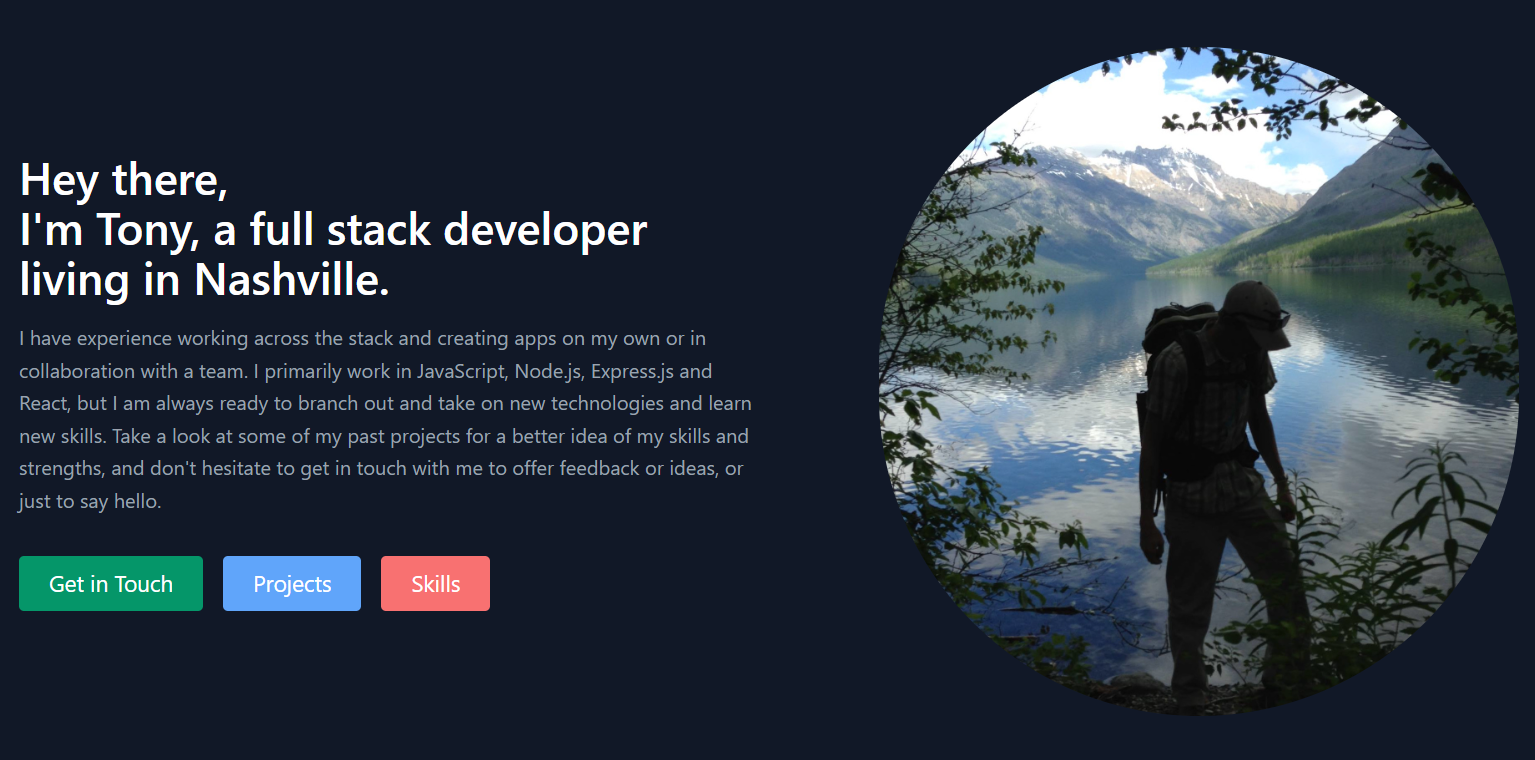 Hey there,
I'm Tony, a full stack developer
living in Nashville.
I have experience working across the stack and creating apps on my own or in
collaboration with a team. I primarily work in JavaScript, Node.js, Express.js and
React, but I am always ready to branch out and take on new technologies and learn
new skills. Take a look at some of my past projects for a better idea of my skills and
strengths, and don't hesitate to get in touch with me to offer feedback or ideas, or
just to say hello.
Get in Touch
Projects
Skills